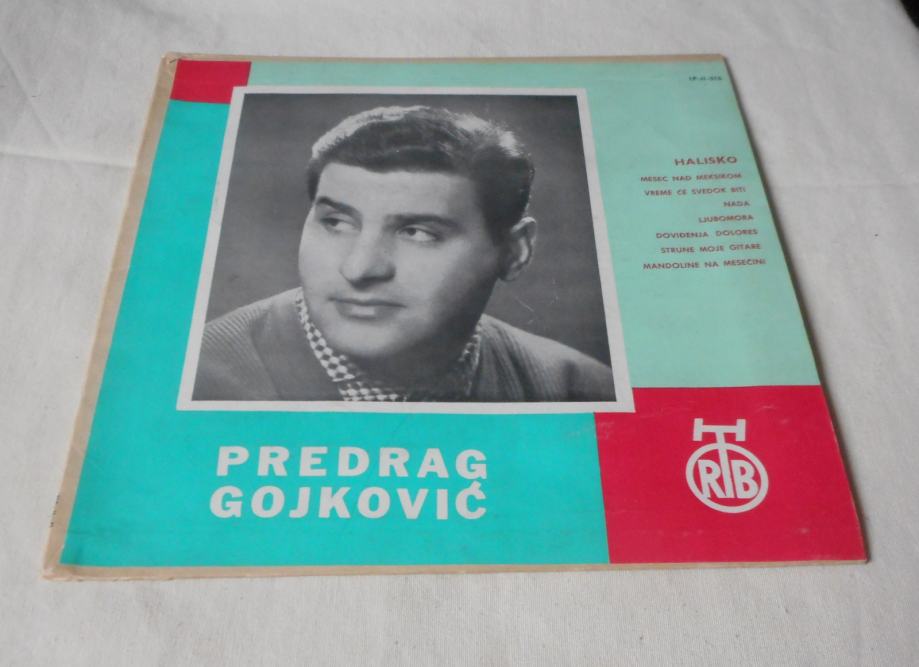 HALISKO
MESEC NAD MEKSIKOM
VREME ĆE SVEDOK BITI
NADA
LJUBOMORA
DOVIĐENJA DOLORES
STRUNE MOJE GITARE
MANDOLINE NA MESEČINI
PREDRAG
GOJKOVIĆ
RTB